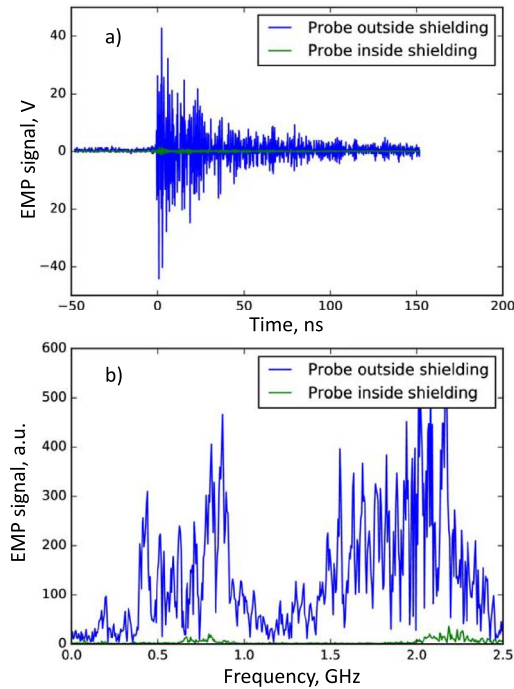 a)
Probe outside shielding
Probe inside shielding
EMP signal, V
40
20
0
20
−40
−50
0
50
100
150
200
Time, ns
b)
Probe outside shielding
Probe inside shielding
EMP signal, a.u.
600
500
400
300
200
100
0
0.0
0.5
1.0
1.5
2.0
2.5
Frequency, GHz